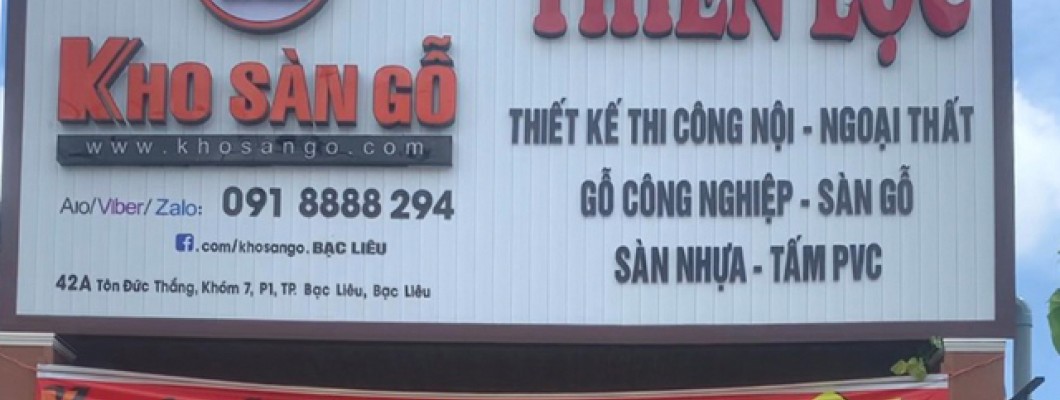 KHO SÀN GỖ
www.khosango.com
Aıo/Viber/Zalo: 091 8888 294
f.com/khosango.BẠC LIÊU
42A Tôn Đức Thắng, Khóm 7, P1, TP. Bạc Liêu, Bạc Liêu
THIÊN LỘC
THIẾT KẾ THI CÔNG NỘI - NGOẠI THẤT
GỖ CÔNG NGHIỆP - SÀN GỖ
SÀN NHỰA - TẤM PVC